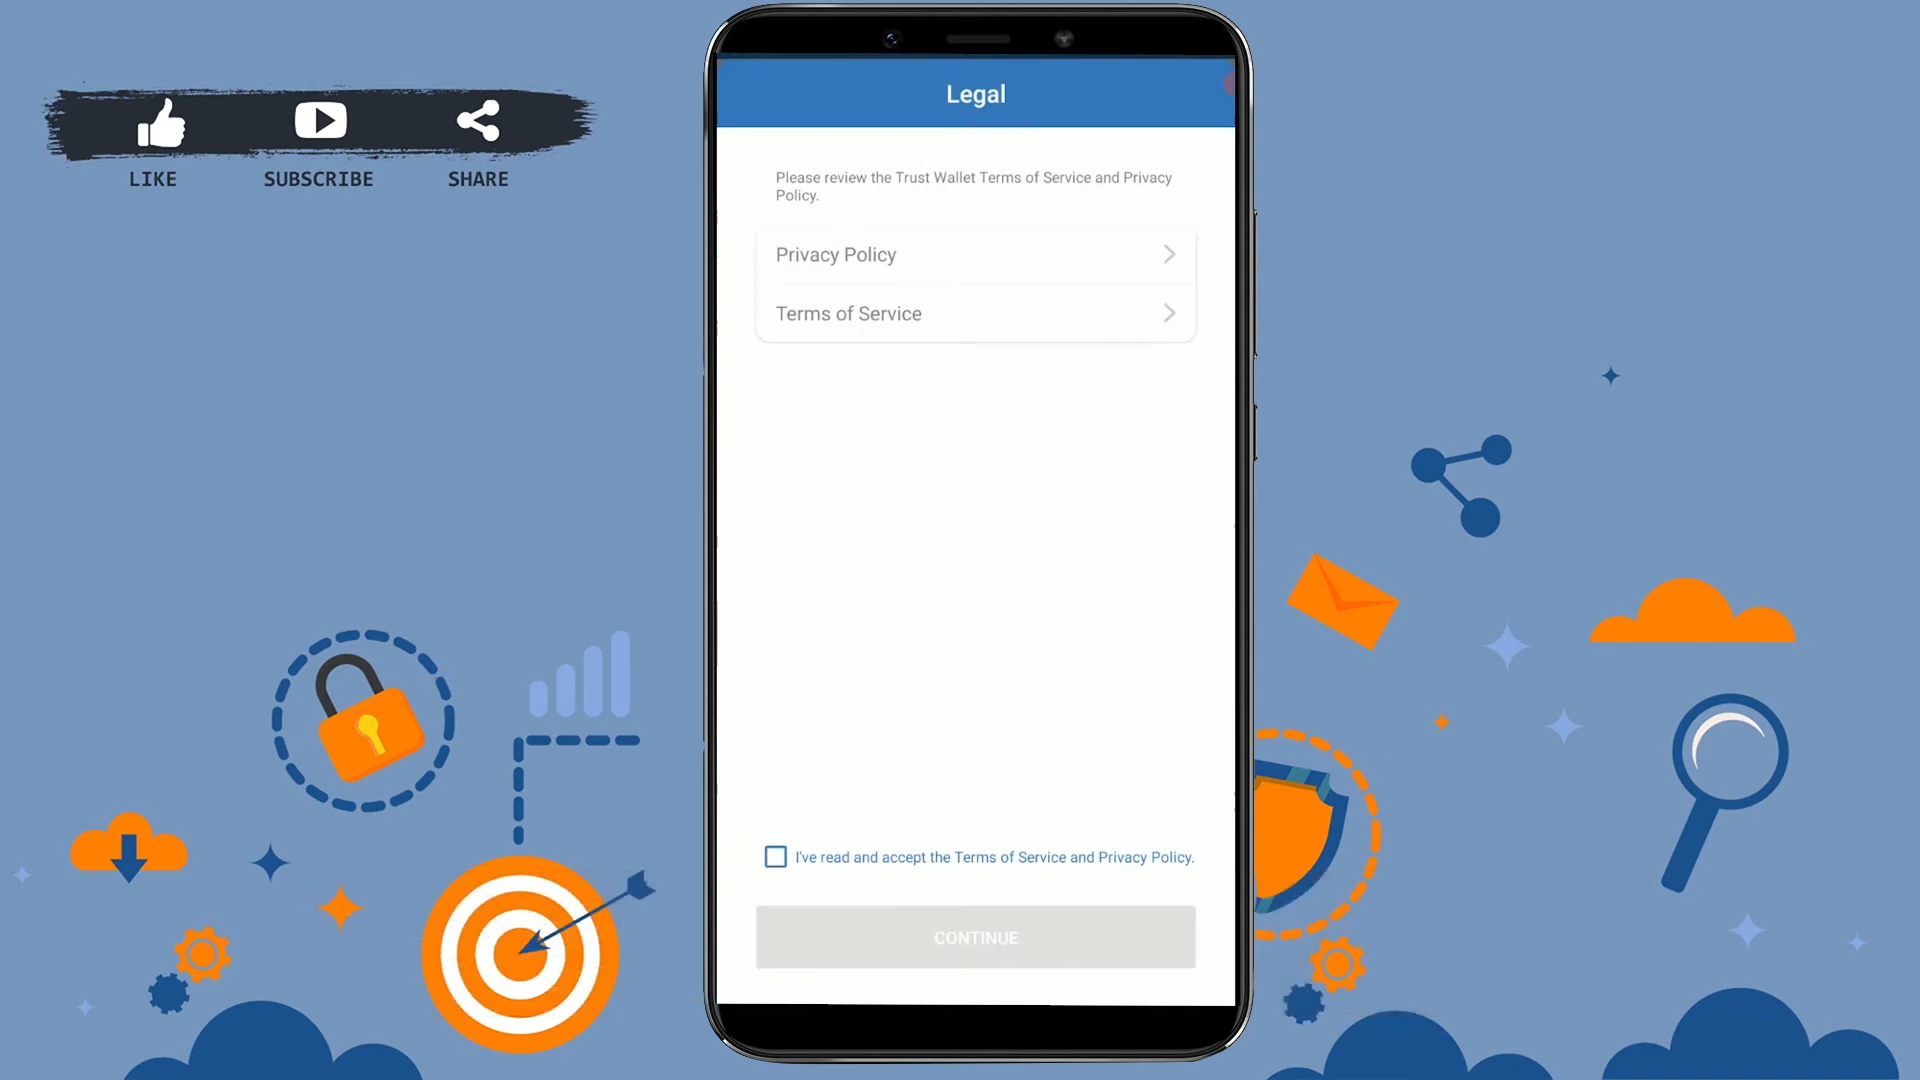 LIKE SUBSCRIBE SHARE
Legal
Please review the Trust Wallet Terms of Service and Privacy
Policy.
Privacy Policy
Terms of Service
I've read and accept the Terms of Service and Privacy Policy.
CONTINUE